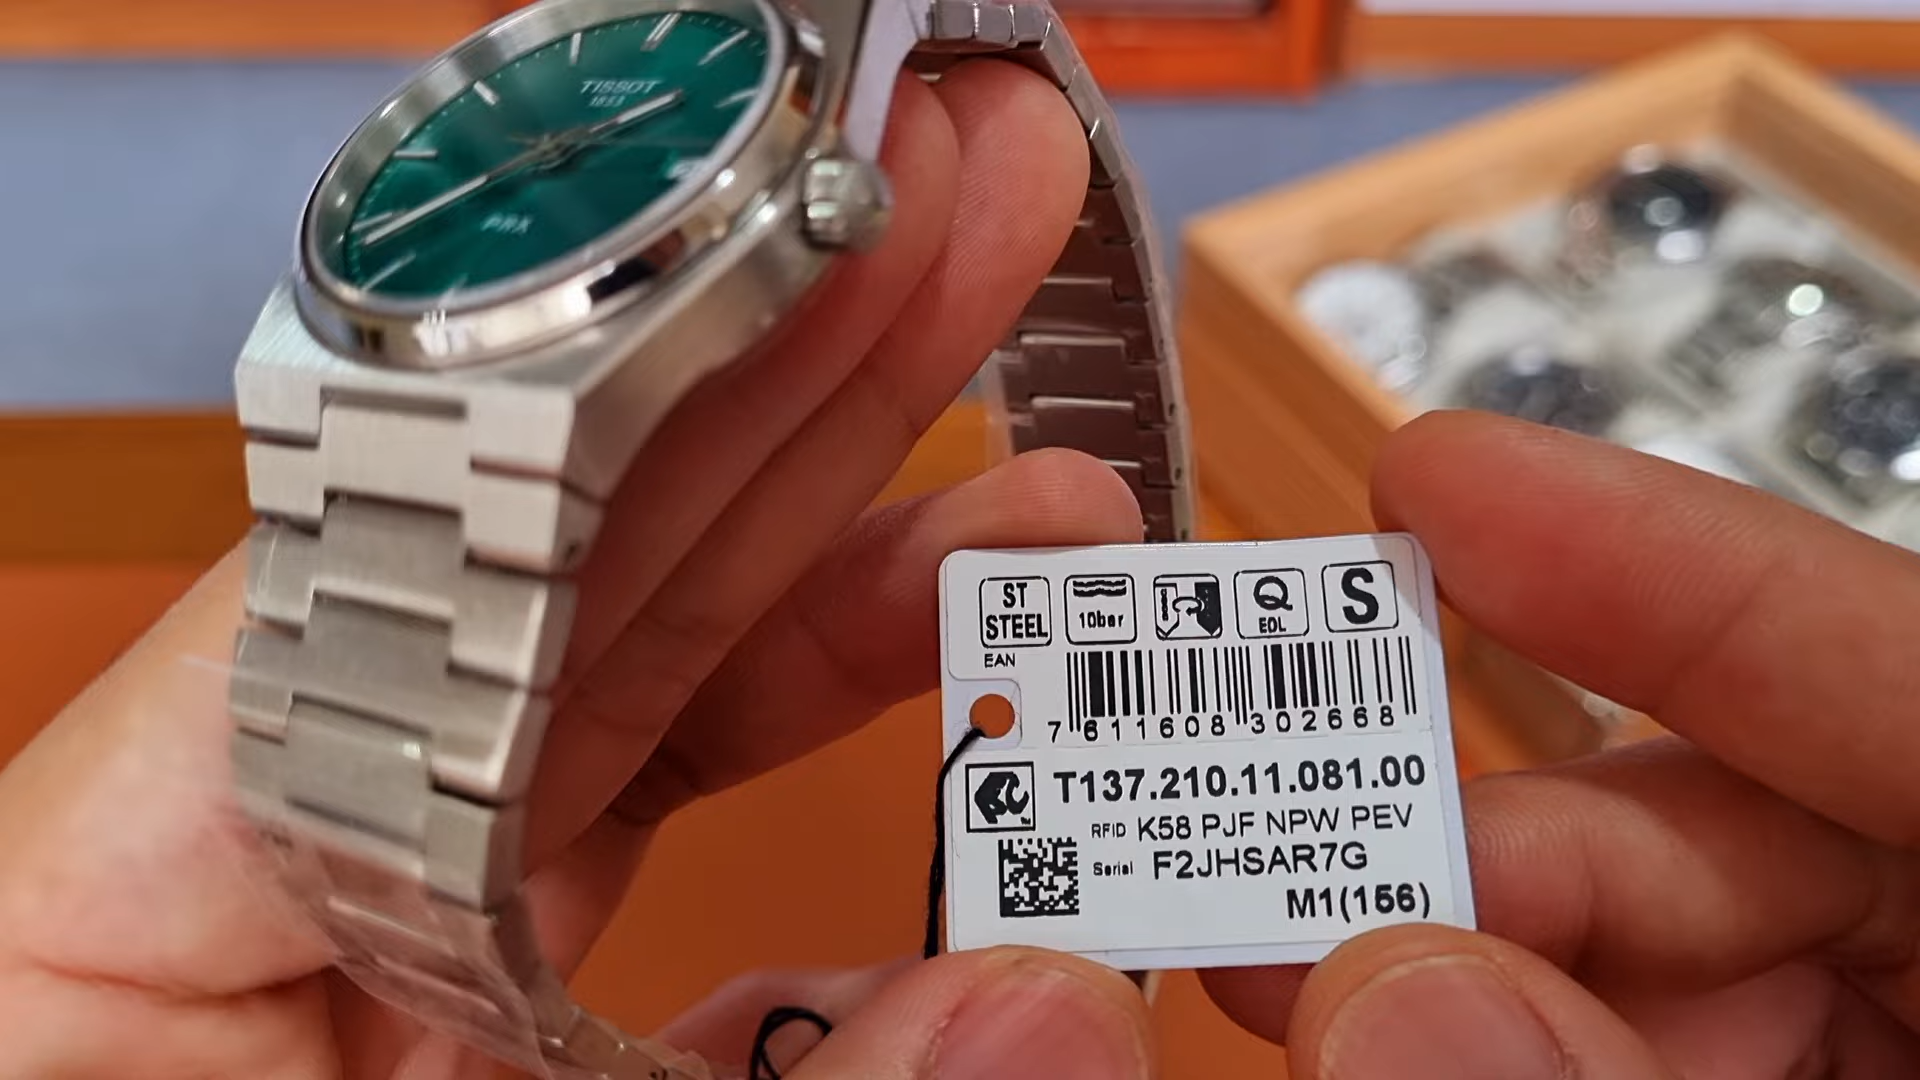 TISSOT
1853
PRX
ST STEEL
10bar
Q EOL
S
EAN
7 611608 302668
T137.210.11.081.00
RFID K58 PJF NPW PEV
Serial F2JHSAR7G
M1(156)